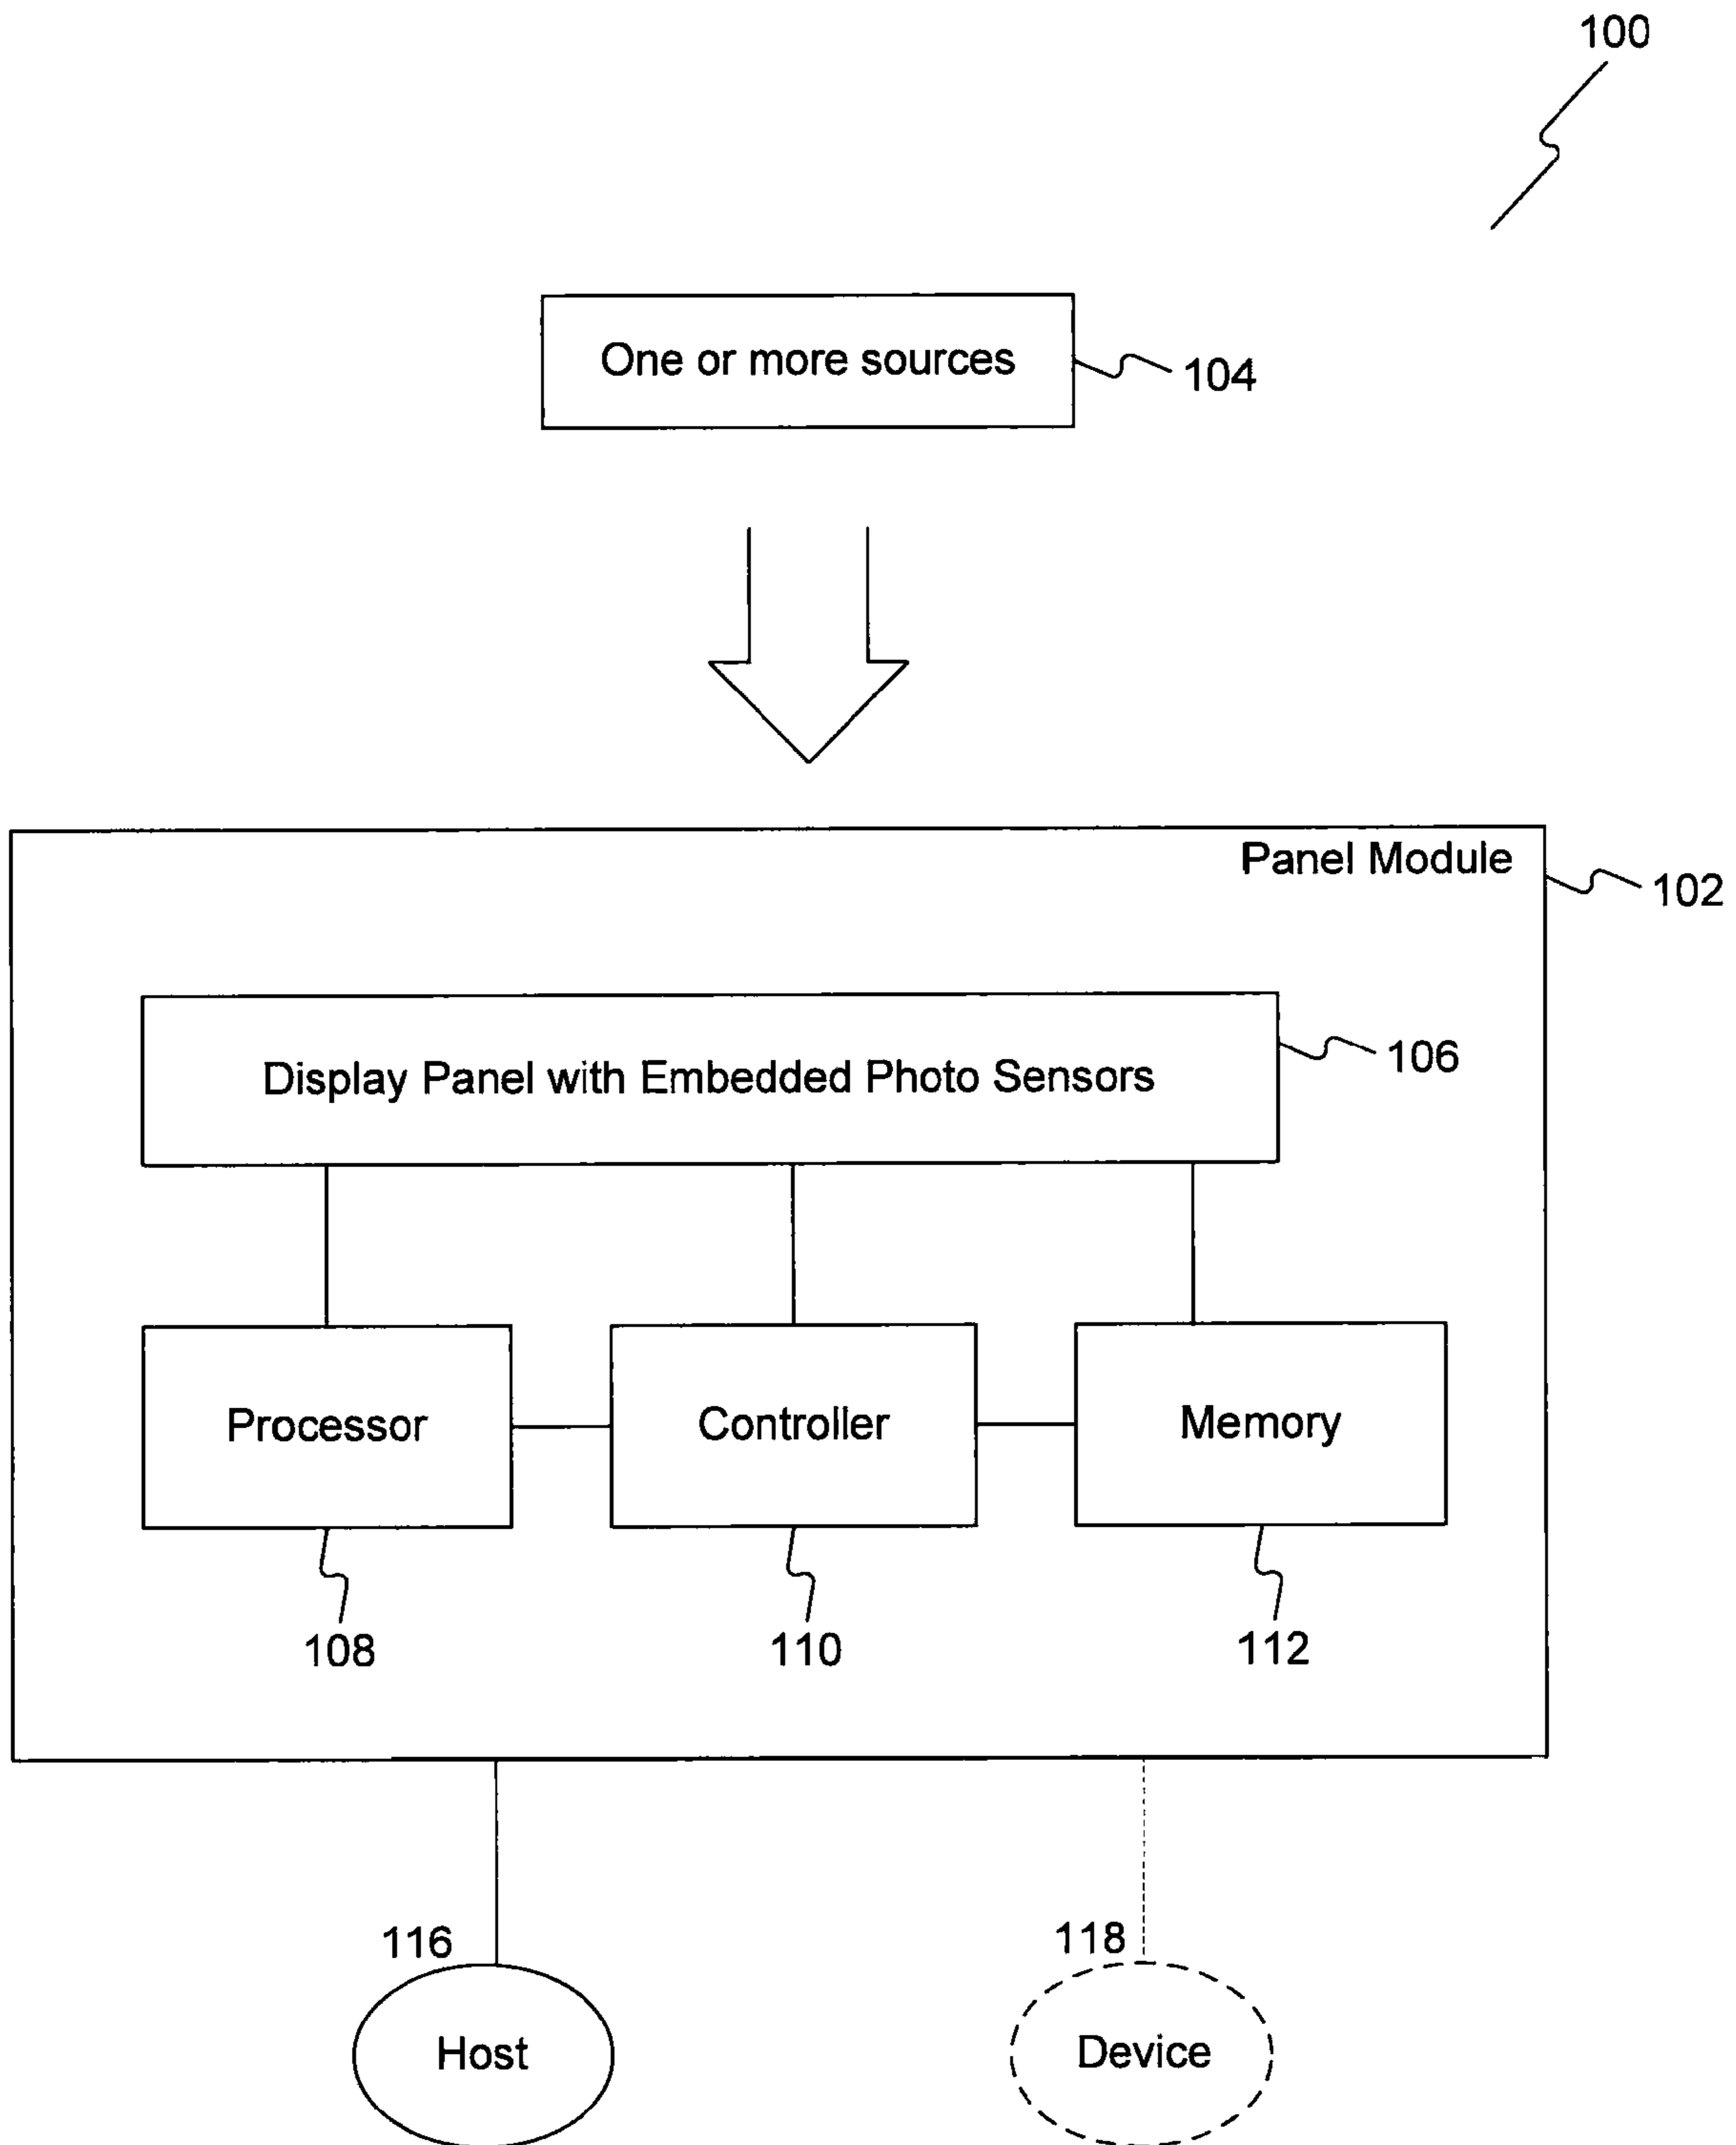 100
One or more sources
104
Panel Module
102
Display Panel with Embedded Photo Sensors
106
Processor
Controller
Memory
108
110
112
116
118
Host
Device